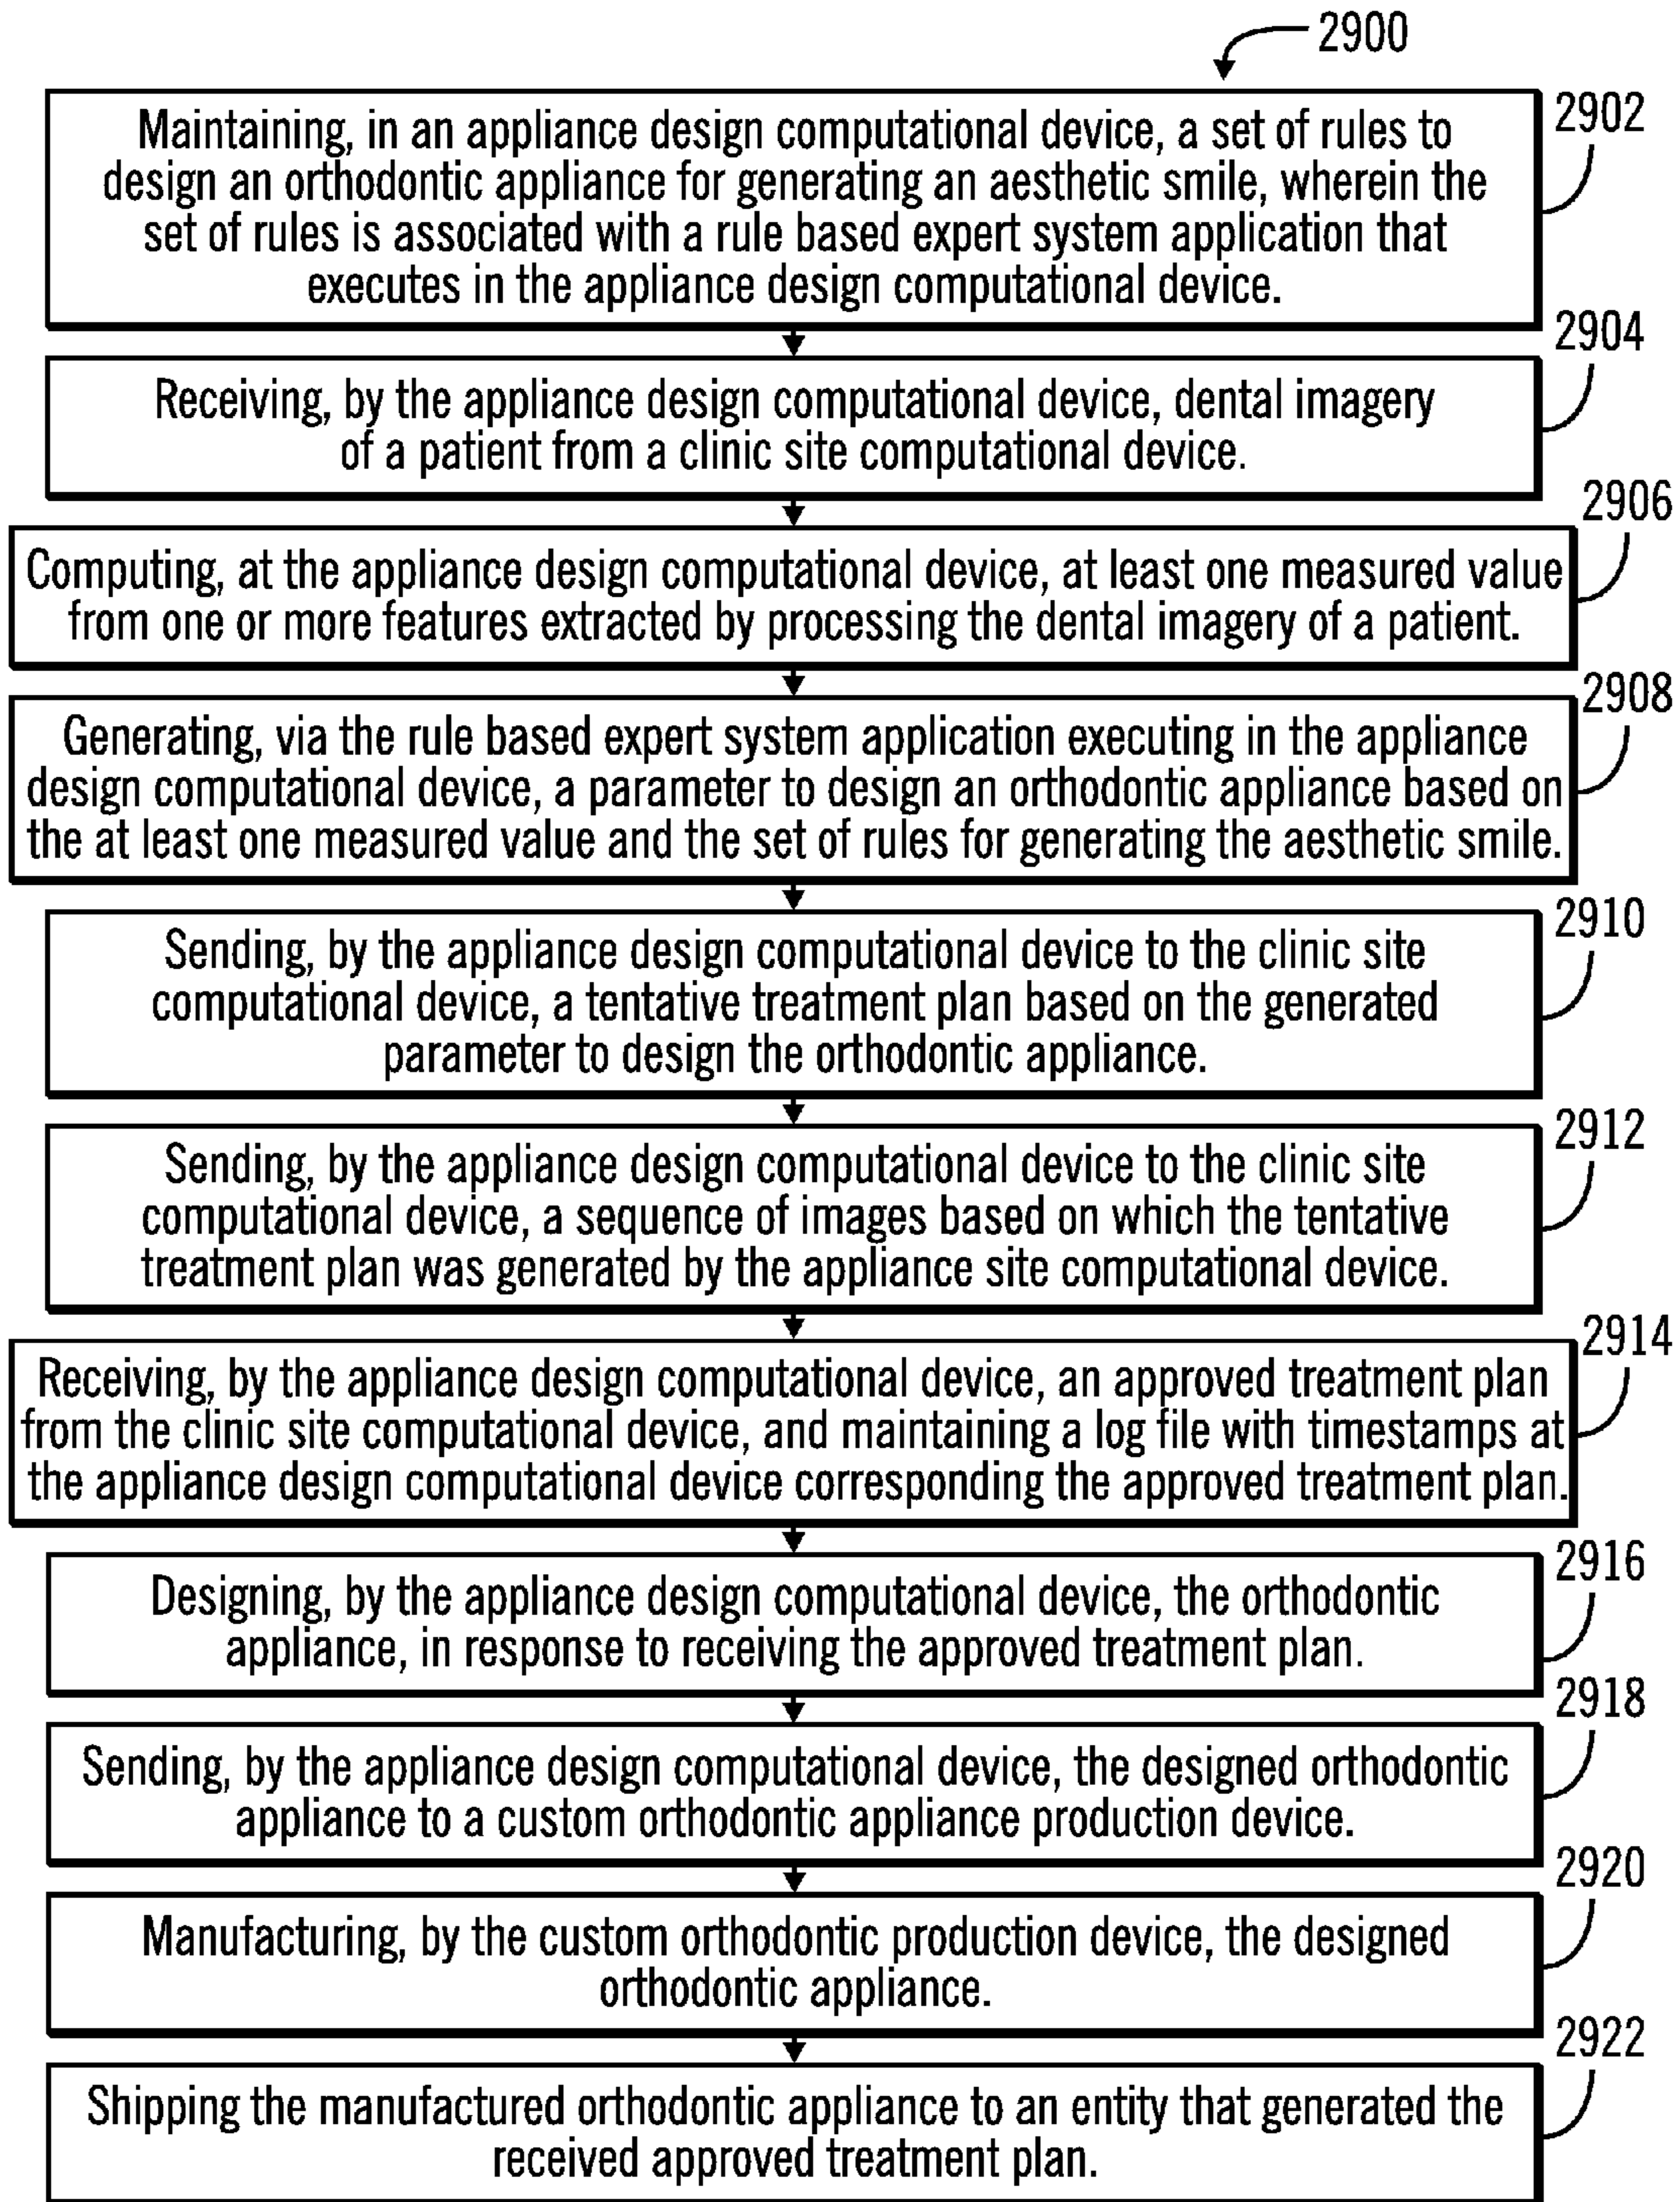 2900
2902
Maintaining, in an appliance design computational device, a set of rules to
design an orthodontic appliance for generating an aesthetic smile, wherein the
set of rules is associated with a rule based expert system application that
executes in the appliance design computational device.
2904
Receiving, by the appliance design computational device, dental imagery
of a patient from a clinic site computational device.
2906
Computing, at the appliance design computational device, at least one measured value
from one or more features extracted by processing the dental imagery of a patient.
2908
Generating, via the rule based expert system application executing in the appliance
design computational device, a parameter to design an orthodontic appliance based on
the at least one measured value and the set of rules for generating the aesthetic smile.
2910
Sending, by the appliance design computational device to the clinic site
computational device, a tentative treatment plan based on the generated
parameter to design the orthodontic appliance.
2912
Sending, by the appliance design computational device to the clinic site
computational device, a sequence of images based on which the tentative
treatment plan was generated by the appliance site computational device.
2914
Receiving, by the appliance design computational device, an approved treatment plan
from the clinic site computational device, and maintaining a log file with timestamps at
the appliance design computational device corresponding the approved treatment plan.
2916
Designing, by the appliance design computational device, the orthodontic
appliance, in response to receiving the approved treatment plan.
2918
Sending, by the appliance design computational device, the designed orthodontic
appliance to a custom orthodontic appliance production device.
2920
Manufacturing, by the custom orthodontic production device, the designed
orthodontic appliance.
2922
Shipping the manufactured orthodontic appliance to an entity that generated the
received approved treatment plan.